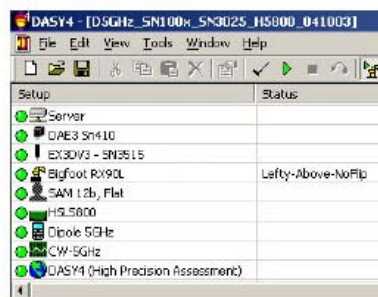 DASY4 - [D5GHz_SN100x_SN3025_H5800_041003]
File Edit View Tools Window Help
Setup Status
Server
DAE3 Sn410
EX3DV3 - SN3515
Bigfoot RX90L Lefty-Above-NoFlip
SAM 12b, Flat
HSL5800
Dipole 5GHz
CW-5GHz
DASY4 (High Precision Assessment)